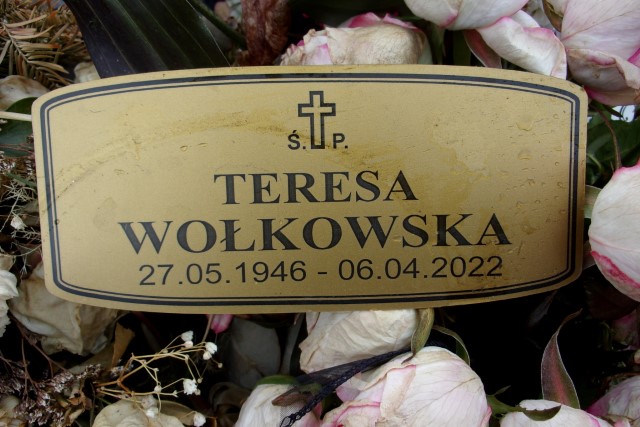 Ś. P.
TERESA
WOŁKOWSKA
27.05.1946 - 06.04.2022